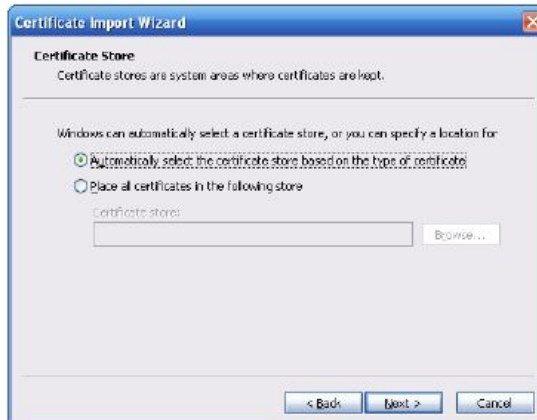 Certificate Import Wizard
Certificate Store
Certificate stores are system areas where certificates are kept.
Windows can automatically select a certificate store, or you can specify a location for
Automatically select the certificate store based on the type of certificate
Place all certificates in the following store
Certificate store:
Browse...
< Back
Next >
Cancel